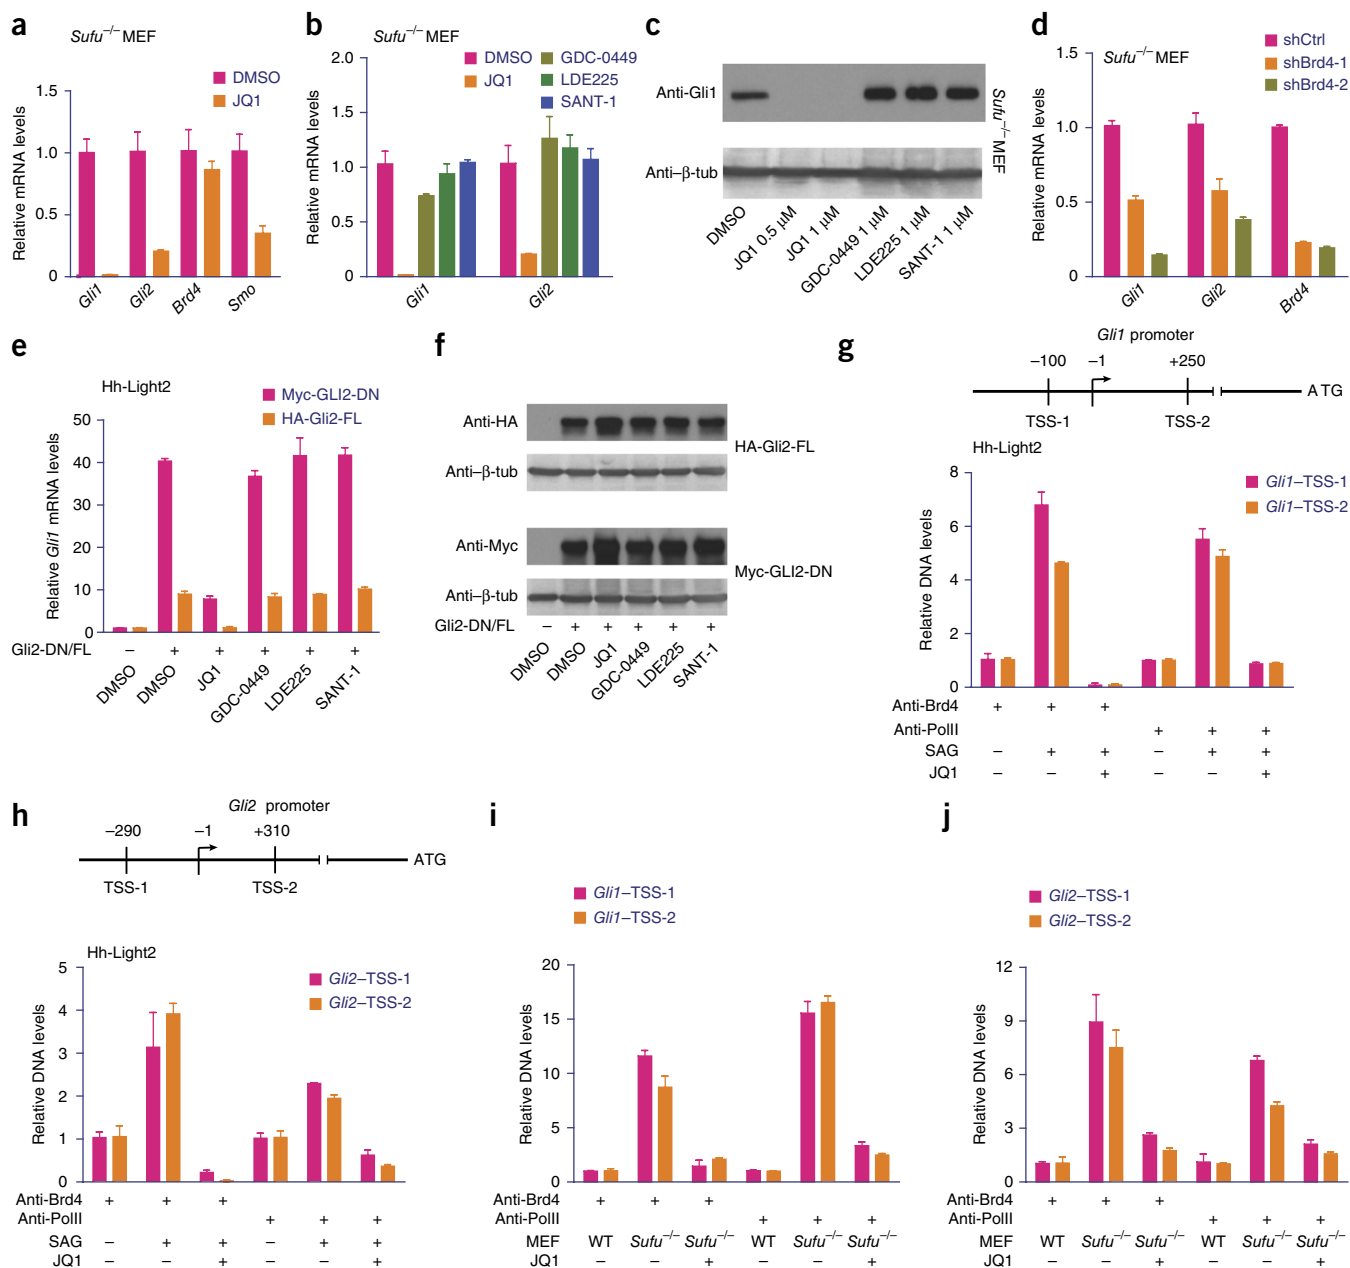 a
Sufu–/– MEF
DMSO
JQ1
Relative mRNA levels
1.5
1.0
0.5
0
Gli1 Gli2 Brd4 Smo
b
Sufu–/– MEF
DMSO
JQ1
GDC-0449
LDE225
SANT-1
Relative mRNA levels
2.0
1.5
1.0
0.5
0
Gli1 Gli2
c
Anti-Gli1
Anti–β-tub
Sufu–/– MEF
DMSO
JQ1 0.5 μM
JQ1 1 μM
GDC-0449 1 μM
LDE225 1 μM
SANT-1 1 μM
d
Sufu–/– MEF
shCtrl
shBrd4-1
shBrd4-2
Relative mRNA levels
1.5
1.0
0.5
0
Gli1 Gli2 Brd4
e
Hh-Light2
Myc-GLI2-DN
HA-Gli2-FL
Relative Gli1 mRNA levels
50
40
30
20
10
0
Gli2-DN/FL – + + + + +
DMSO
DMSO
JQ1
GDC-0449
LDE225
SANT-1
f
Anti-HA
Anti–β-tub
HA-Gli2-FL
Anti-Myc
Anti–β-tub
Myc-GLI2-DN
Gli2-DN/FL – + + + + +
DMSO
DMSO
JQ1
GDC-0449
LDE225
SANT-1
g
Gli1 promoter
–100 –1 +250
ATG
TSS-1 TSS-2
Hh-Light2
Gli1–TSS-1
Gli1–TSS-2
Relative DNA levels
8
6
4
2
0
Anti-Brd4 + + +
Anti-PolII + + +
SAG – + + – + +
JQ1 – – + – – +
h
Gli2 promoter
–290 –1 +310
ATG
TSS-1 TSS-2
Hh-Light2
Gli2–TSS-1
Gli2–TSS-2
Relative DNA levels
5
4
3
2
1
0
Anti-Brd4 + + +
Anti-PolII + + +
SAG – + + – + +
JQ1 – – + – – +
i
Gli1–TSS-1
Gli1–TSS-2
Relative DNA levels
20
15
10
5
0
Anti-Brd4 + + +
Anti-PolII + + +
MEF WT Sufu–/– Sufu–/– WT Sufu–/– Sufu–/–
JQ1 – – + – – +
j
Gli2–TSS-1
Gli2–TSS-2
Relative DNA levels
12
9
6
3
0
Anti-Brd4 + + +
Anti-PolII + + +
MEF WT Sufu–/– Sufu–/– WT Sufu–/– Sufu–/–
JQ1 – – + – – +